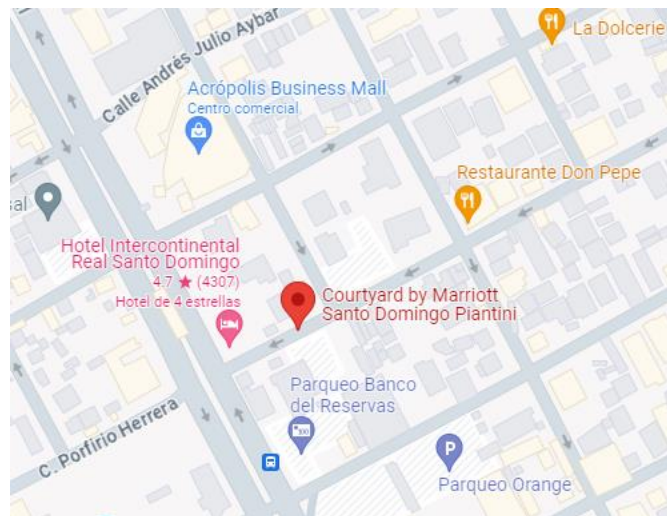 La Dolcerie
Calle Andrés Julio Aybar
Acrópolis Business Mall
Centro comercial
Restaurante Don Pepe
sal
Hotel Intercontinental
Real Santo Domingo
4.7 ★ (4307)
Hotel de 4 estrellas
Courtyard by Marriott
Santo Domingo Piantini
Parqueo Banco
del Reservas
C. Porfirio Herrera
P
Parqueo Orange